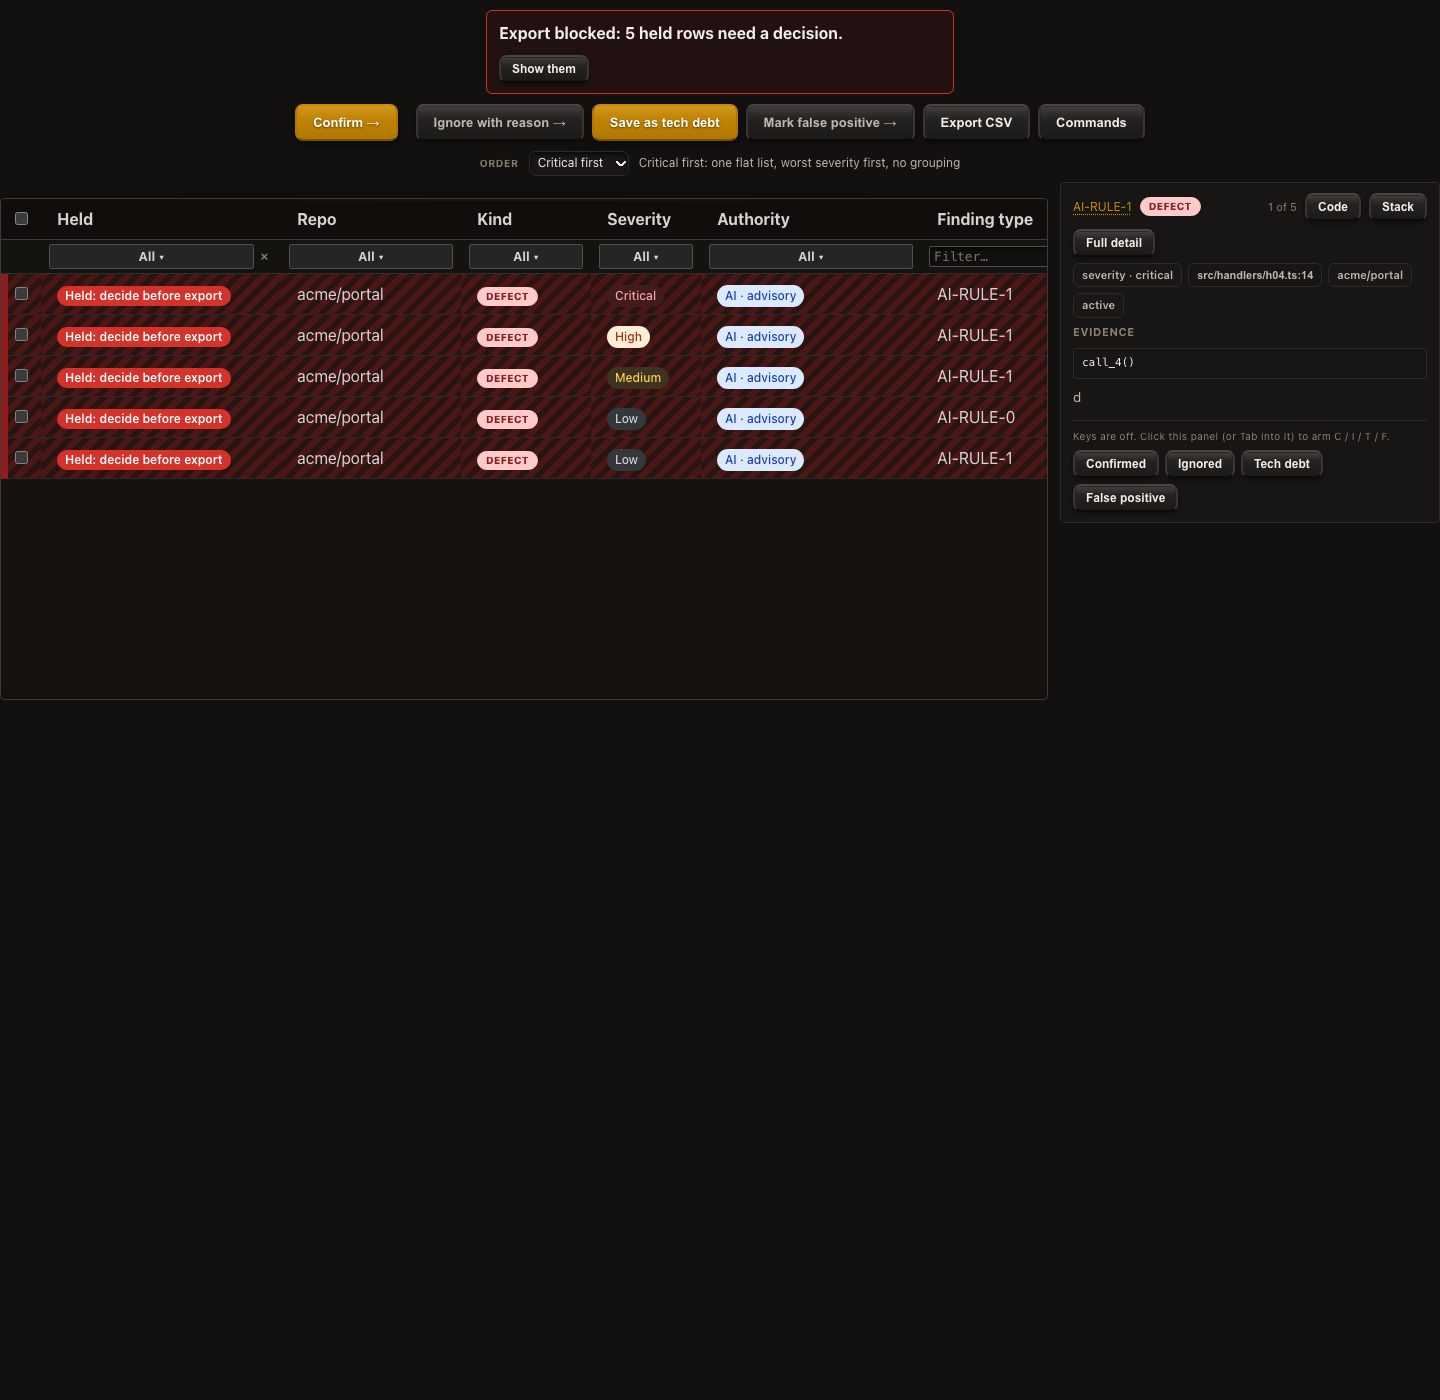 Export blocked: 5 held rows need a decision.
Show them
Confirm →
Ignore with reason →
Save as tech debt
Mark false positive →
Export CSV
Commands
ORDER
Critical first
Critical first: one flat list, worst severity first, no grouping
Held Repo Kind Severity Authority Finding type
All ▾ × All ▾ All ▾ All ▾ All ▾ Filter…
Held: decide before export acme/portal DEFECT Critical AI · advisory AI-RULE-1
Held: decide before export acme/portal DEFECT High AI · advisory AI-RULE-1
Held: decide before export acme/portal DEFECT Medium AI · advisory AI-RULE-1
Held: decide before export acme/portal DEFECT Low AI · advisory AI-RULE-0
Held: decide before export acme/portal DEFECT Low AI · advisory AI-RULE-1
AI-RULE-1 DEFECT 1 of 5 Code Stack
Full detail
severity · critical src/handlers/h04.ts:14 acme/portal
active
EVIDENCE
call_4()
d
Keys are off. Click this panel (or Tab into it) to arm C / I / T / F.
Confirmed Ignored Tech debt
False positive